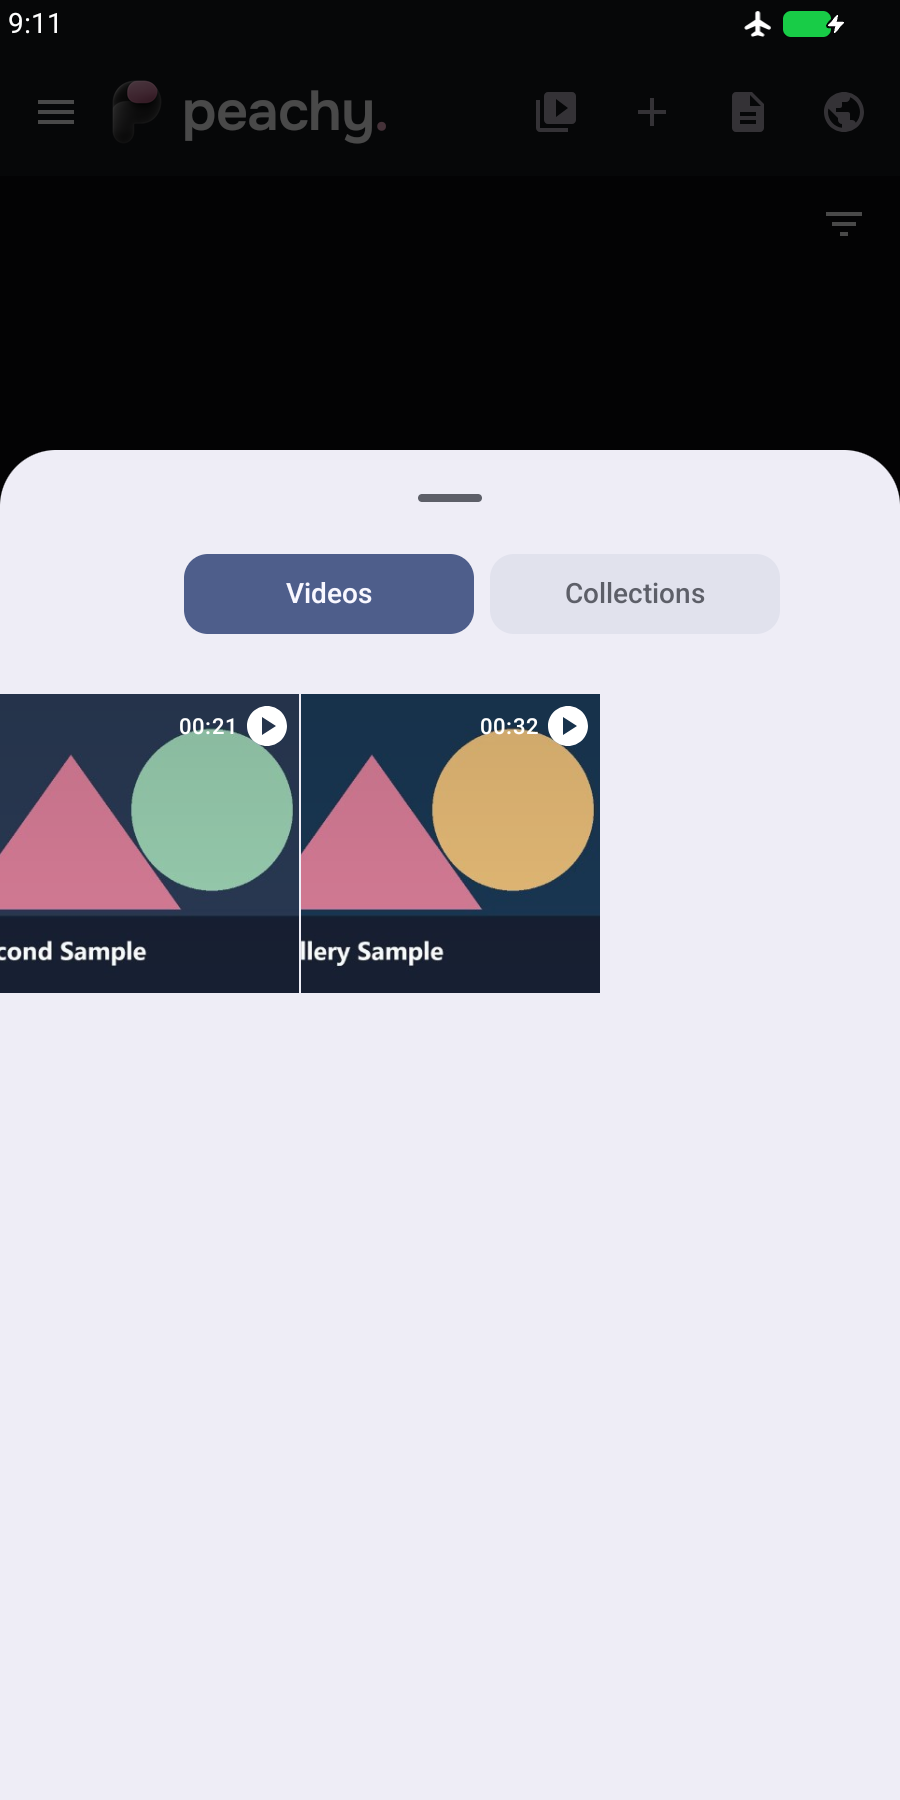 9:11
peachy.
Videos
Collections
00:21
00:32
cond Sample
llery Sample